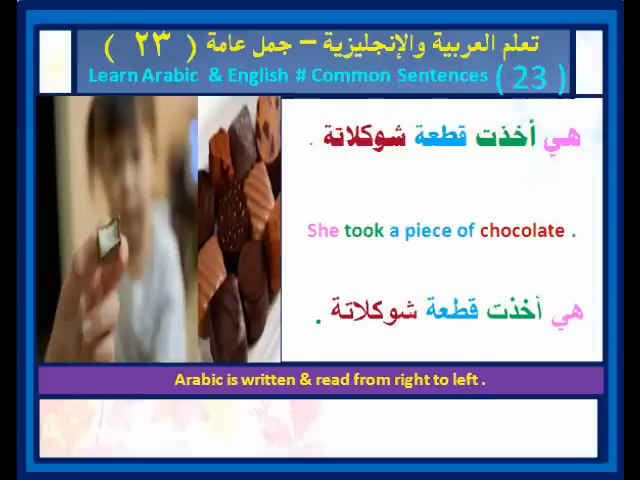 تعلم العربية والإنجليزية – جمل عامة ( ٢٣ )
Learn Arabic & English # Common Sentences ( 23 )
هي أخذت قطعة شوكلاتة .
She took a piece of chocolate .
هي أخذت قطعة شوكلاتة .
Arabic is written & read from right to left .